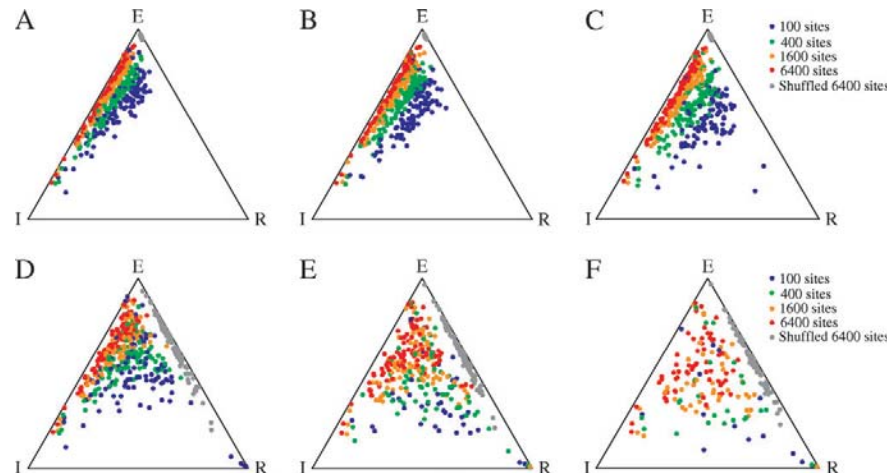 A
E
I
R
B
E
I
R
C
E
I
R
100 sites
400 sites
1600 sites
6400 sites
Shuffled 6400 sites
D
E
I
R
E
E
I
R
F
E
I
R
100 sites
400 sites
1600 sites
6400 sites
Shuffled 6400 sites